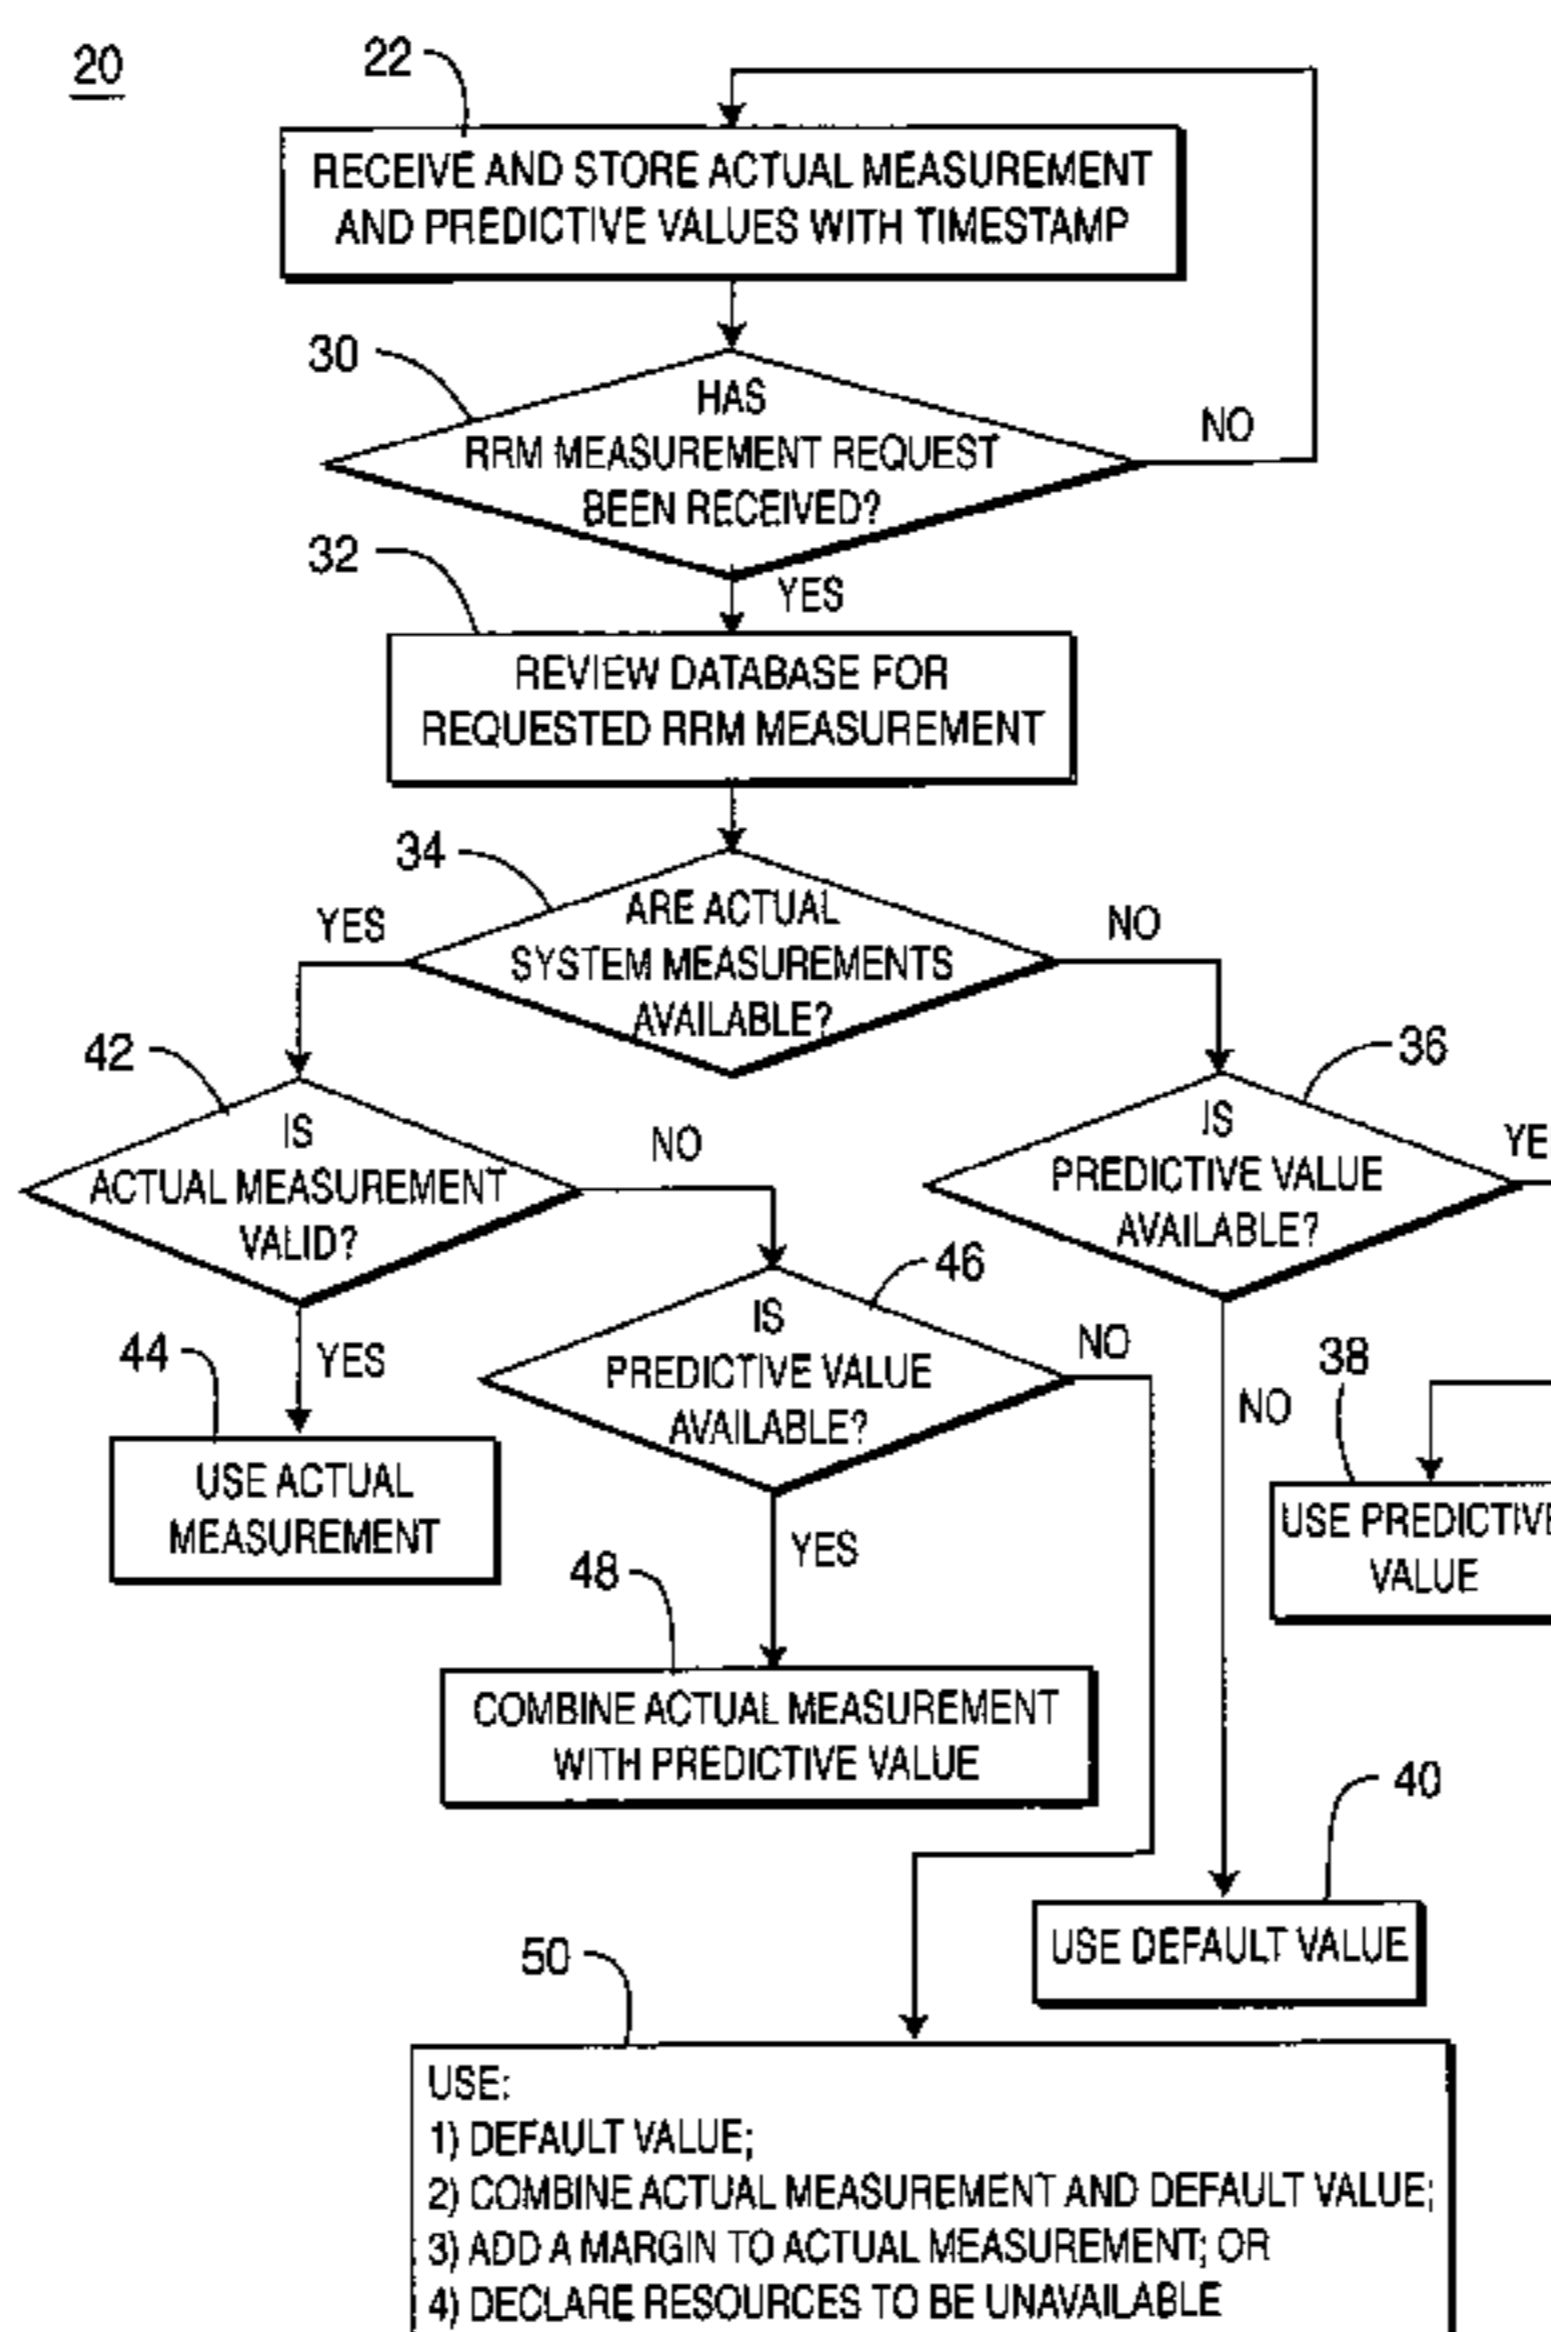 20
22
RECEIVE AND STORE ACTUAL MEASUREMENT
AND PREDICTIVE VALUES WITH TIMESTAMP
30
HAS
RRM MEASUREMENT REQUEST
BEEN RECEIVED?
NO
32
YES
REVIEW DATABASE FOR
REQUESTED RRM MEASUREMENT
34
YES
ARE ACTUAL
SYSTEM MEASUREMENTS
AVAILABLE?
NO
42
IS
ACTUAL MEASUREMENT
VALID?
NO
36
IS
PREDICTIVE VALUE
AVAILABLE?
YE
46
IS
PREDICTIVE VALUE
AVAILABLE?
NO
44
YES
USE ACTUAL
MEASUREMENT
NO
38
USE PREDICTIVE
VALUE
48
YES
COMBINE ACTUAL MEASUREMENT
WITH PREDICTIVE VALUE
40
USE DEFAULT VALUE
50
USE:
1) DEFAULT VALUE;
2) COMBINE ACTUAL MEASUREMENT AND DEFAULT VALUE;
3) ADD A MARGIN TO ACTUAL MEASUREMENT; OR
4) DECLARE RESOURCES TO BE UNAVAILABLE